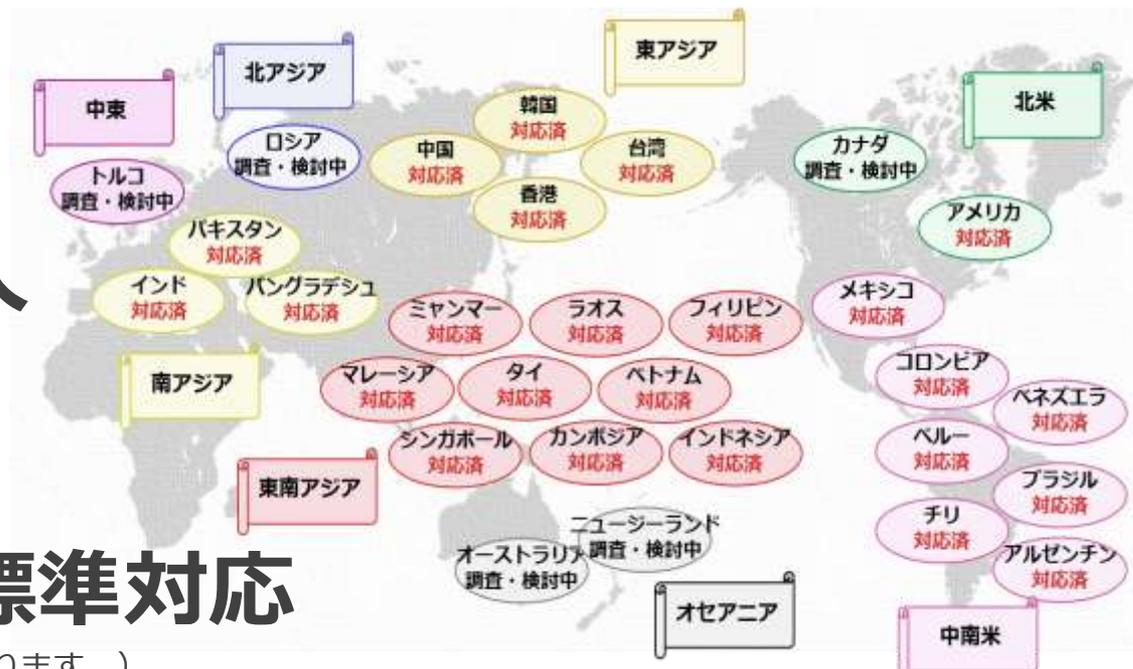 中東
北アジア
東アジア
北米
トルコ
調査・検討中
ロシア
調査・検討中
中国
対応済
韓国
対応済
台湾
対応済
香港
対応済
カナダ
調査・検討中
アメリカ
対応済
パキスタン
対応済
インド
対応済
バングラデシュ
対応済
南アジア
ミャンマー
対応済
ラオス
対応済
フィリピン
対応済
マレーシア
対応済
タイ
対応済
ベトナム
対応済
シンガポール
対応済
カンボジア
対応済
インドネシア
対応済
東南アジア
メキシコ
対応済
コロンビア
対応済
ベネズエラ
対応済
ペルー
対応済
ブラジル
対応済
チリ
対応済
アルゼンチン
対応済
中南米
ニュージーランド
調査・検討中
オーストラリア
調査・検討中
オセアニア
標準対応
ります。）